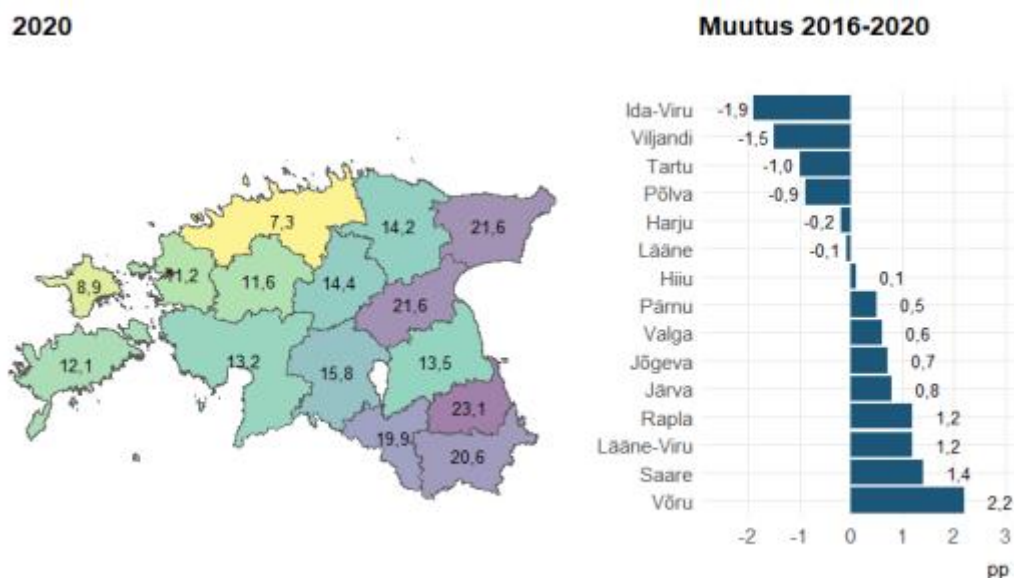 2020
Muutus 2016-2020
7,3
14,2
21,6
8,9
11,2
11,6
14,4
21,6
12,1
13,2
15,8
13,5
23,1
19,9
20,6
Ida-Viru -1,9
Viljandi -1,5
Tartu -1,0
Põlva -0,9
Harju -0,2
Lääne -0,1
Hiiu 0,1
Pärnu 0,5
Valga 0,6
Jõgeva 0,7
Järva 0,8
Rapla 1,2
Lääne-Viru 1,2
Saare 1,4
Võru 2,2
-2 -1 0 1 2 3
pp